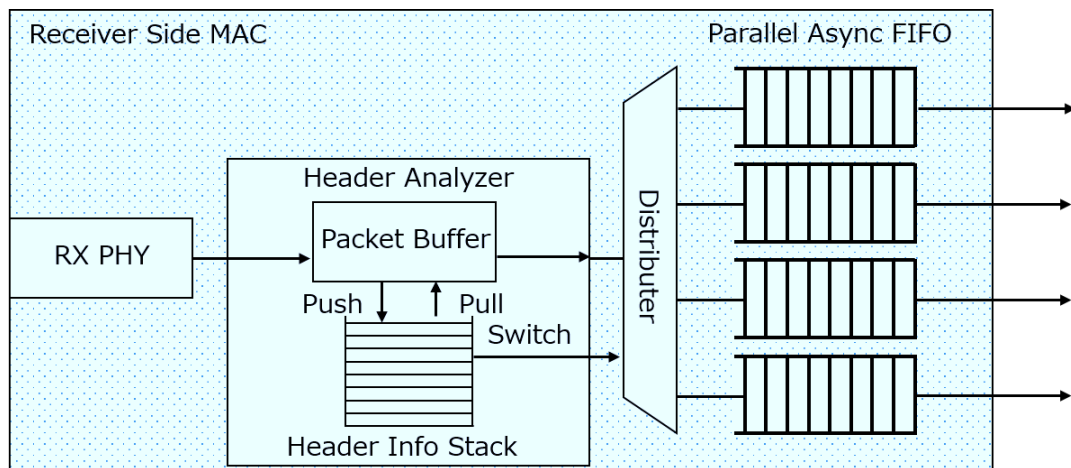 Receiver Side MAC
Parallel Async FIFO
Header Analyzer
Packet Buffer
RX PHY
Push
Pull
Switch
Header Info Stack
Distributer